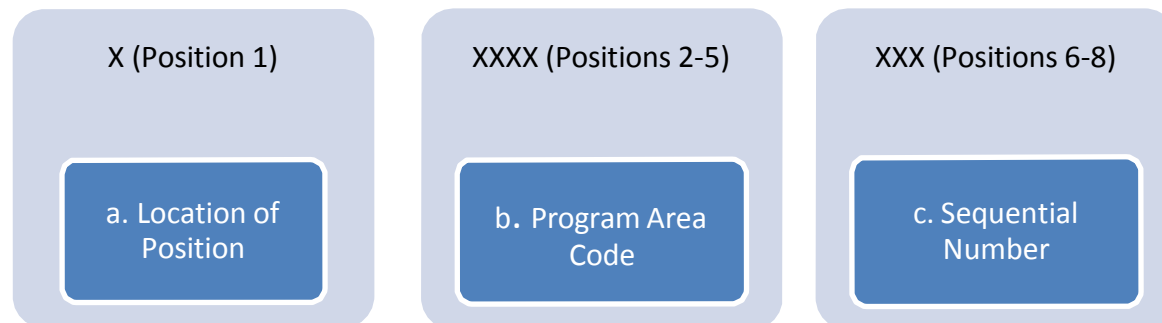 X (Position 1)
a. Location of
Position
XXXX (Positions 2-5)
b. Program Area
Code
XXX (Positions 6-8)
c. Sequential
Number